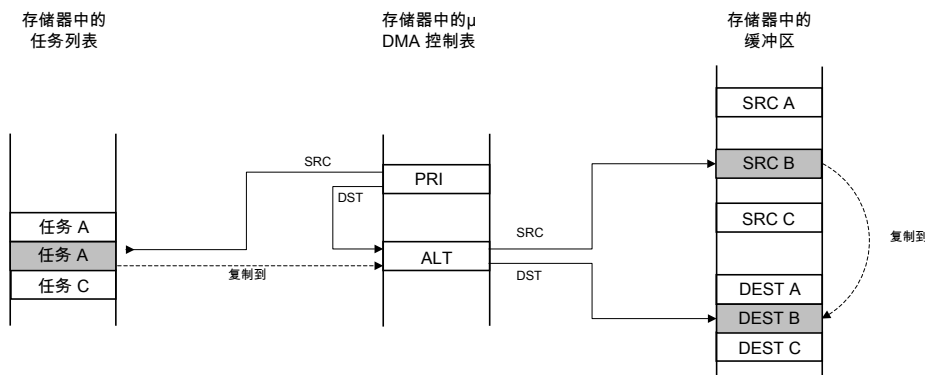 存储器中的
任务列表
存储器中的μ
DMA 控制表
存储器中的
缓冲区
SRC A
SRC
PRI
SRC B
DST
任务 A
SRC C
SRC
复制到
任务 A
ALT
复制到
DST
任务 C
DEST A
DEST B
DEST C